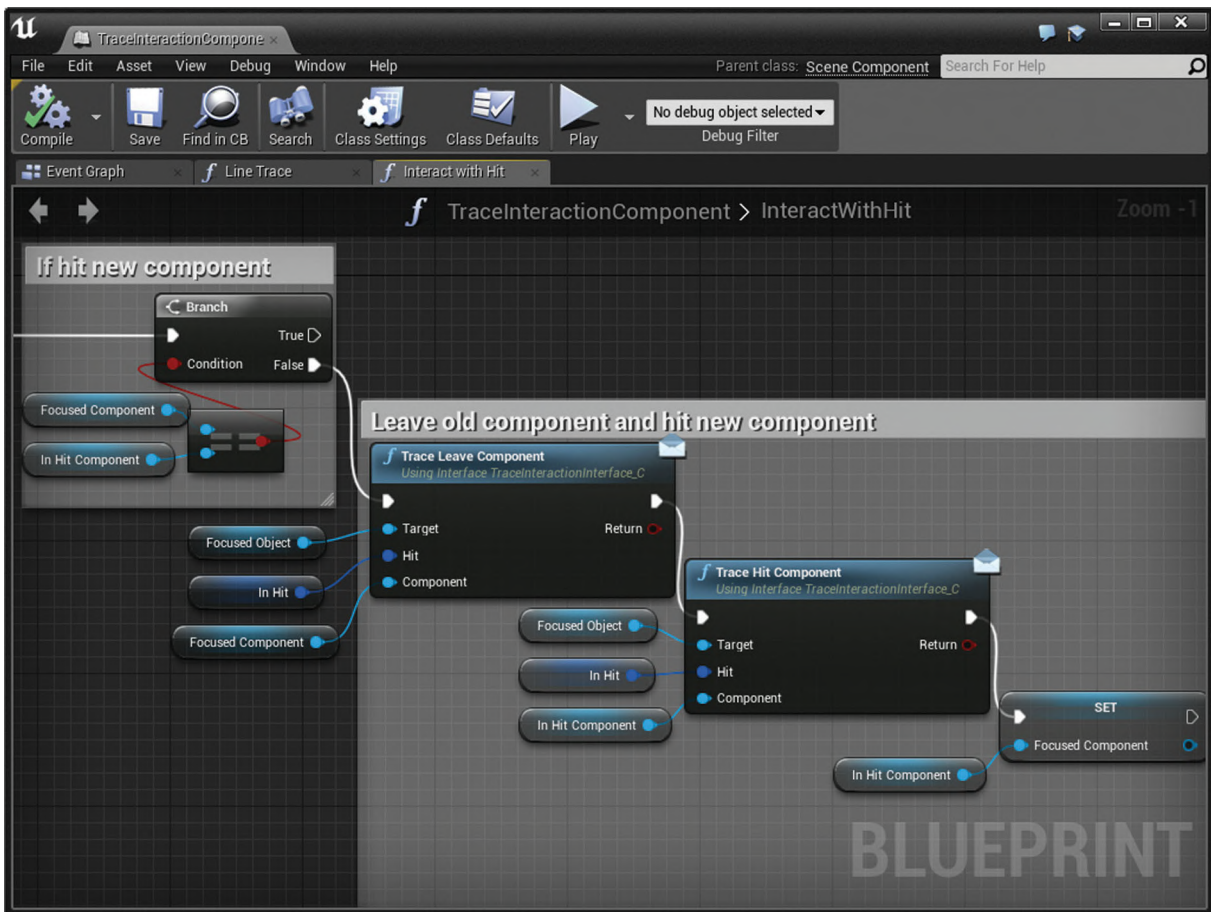 TraceInteractionCompone
File Edit Asset View Debug Window Help
Parent class: Scene Component
Search For Help
Compile
Save
Find in CB
Search
Class Settings
Class Defaults
Play
No debug object selected
Debug Filter
Event Graph
Line Trace
Interact with Hit
TraceInteractionComponent > InteractWithHit
Zoom -1
If hit new component
Branch
True
Condition
False
Focused Component
In Hit Component
Leave old component and hit new component
f Trace Leave Component
Using Interface TraceInteractionInterface_C
Target
Return
Hit
Component
Focused Object
In Hit
Focused Component
f Trace Hit Component
Using Interface TraceInteractionInterface_C
Target
Return
Hit
Component
Focused Object
In Hit
In Hit Component
SET
Focused Component
In Hit Component
BLUEPRINT